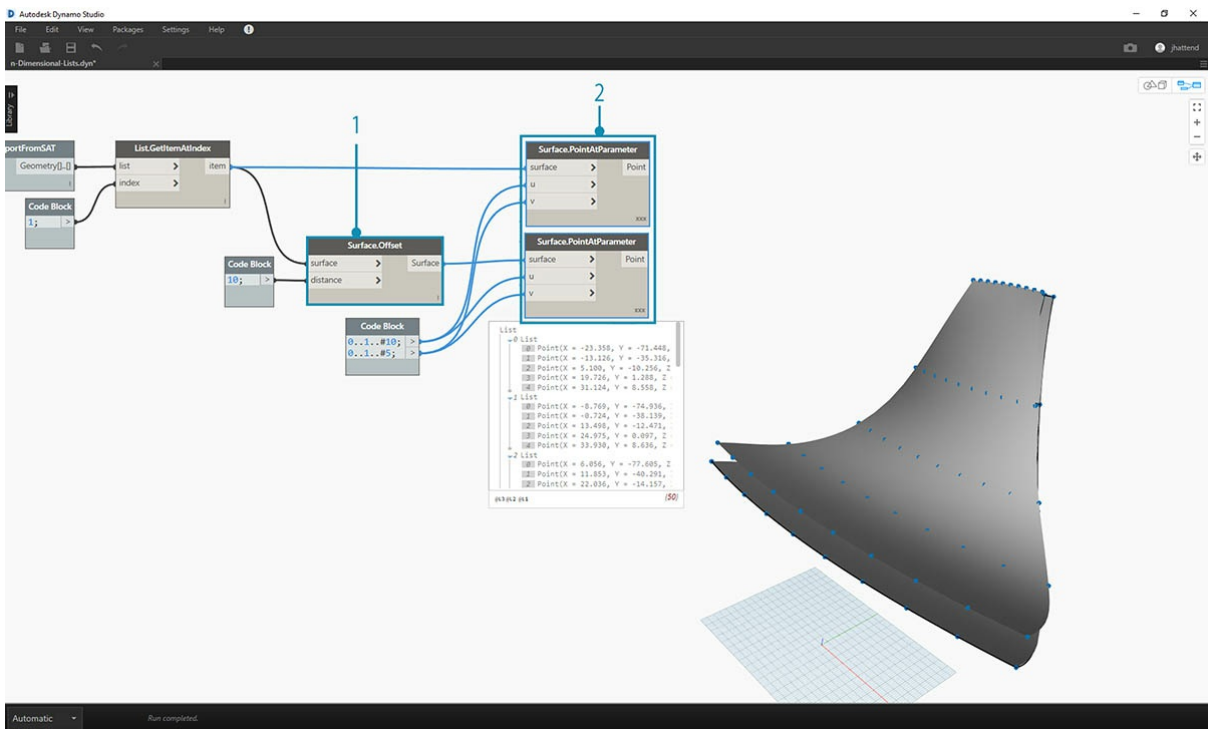 Autodesk Dynamo Studio
File Edit View Packages Settings Help
jhattend
n-Dimensional-Lists.dyn*
Library
1
2
portFromSAT
Geometry[]..[]
List.GetItemAtIndex
list > item
index >
Code Block
1; >
Surface.Offset
surface > Surface
distance >
Code Block
10; >
Code Block
0..1..#10; >
0..1..#5; >
Surface.PointAtParameter
surface > Point
u >
v >
xxx
Surface.PointAtParameter
surface > Point
u >
v >
xxx
List
0 List
0 Point(X = -23.358, Y = -71.448,
1 Point(X = -13.126, Y = -35.316,
2 Point(X = 5.100, Y = -10.256, Z
3 Point(X = 19.726, Y = 1.288, Z
4 Point(X = 31.124, Y = 8.558, Z
1 List
0 Point(X = -8.769, Y = -74.936,
1 Point(X = -0.724, Y = -38.139,
2 Point(X = 13.498, Y = -12.471,
3 Point(X = 24.975, Y = 0.097, Z
4 Point(X = 33.930, Y = 8.636, Z
2 List
0 Point(X = 6.056, Y = -77.605, Z
1 Point(X = 11.853, Y = -40.291,
2 Point(X = 22.036, Y = -14.157,
@L3 @L2 @L1
{50}
Automatic
Run completed.